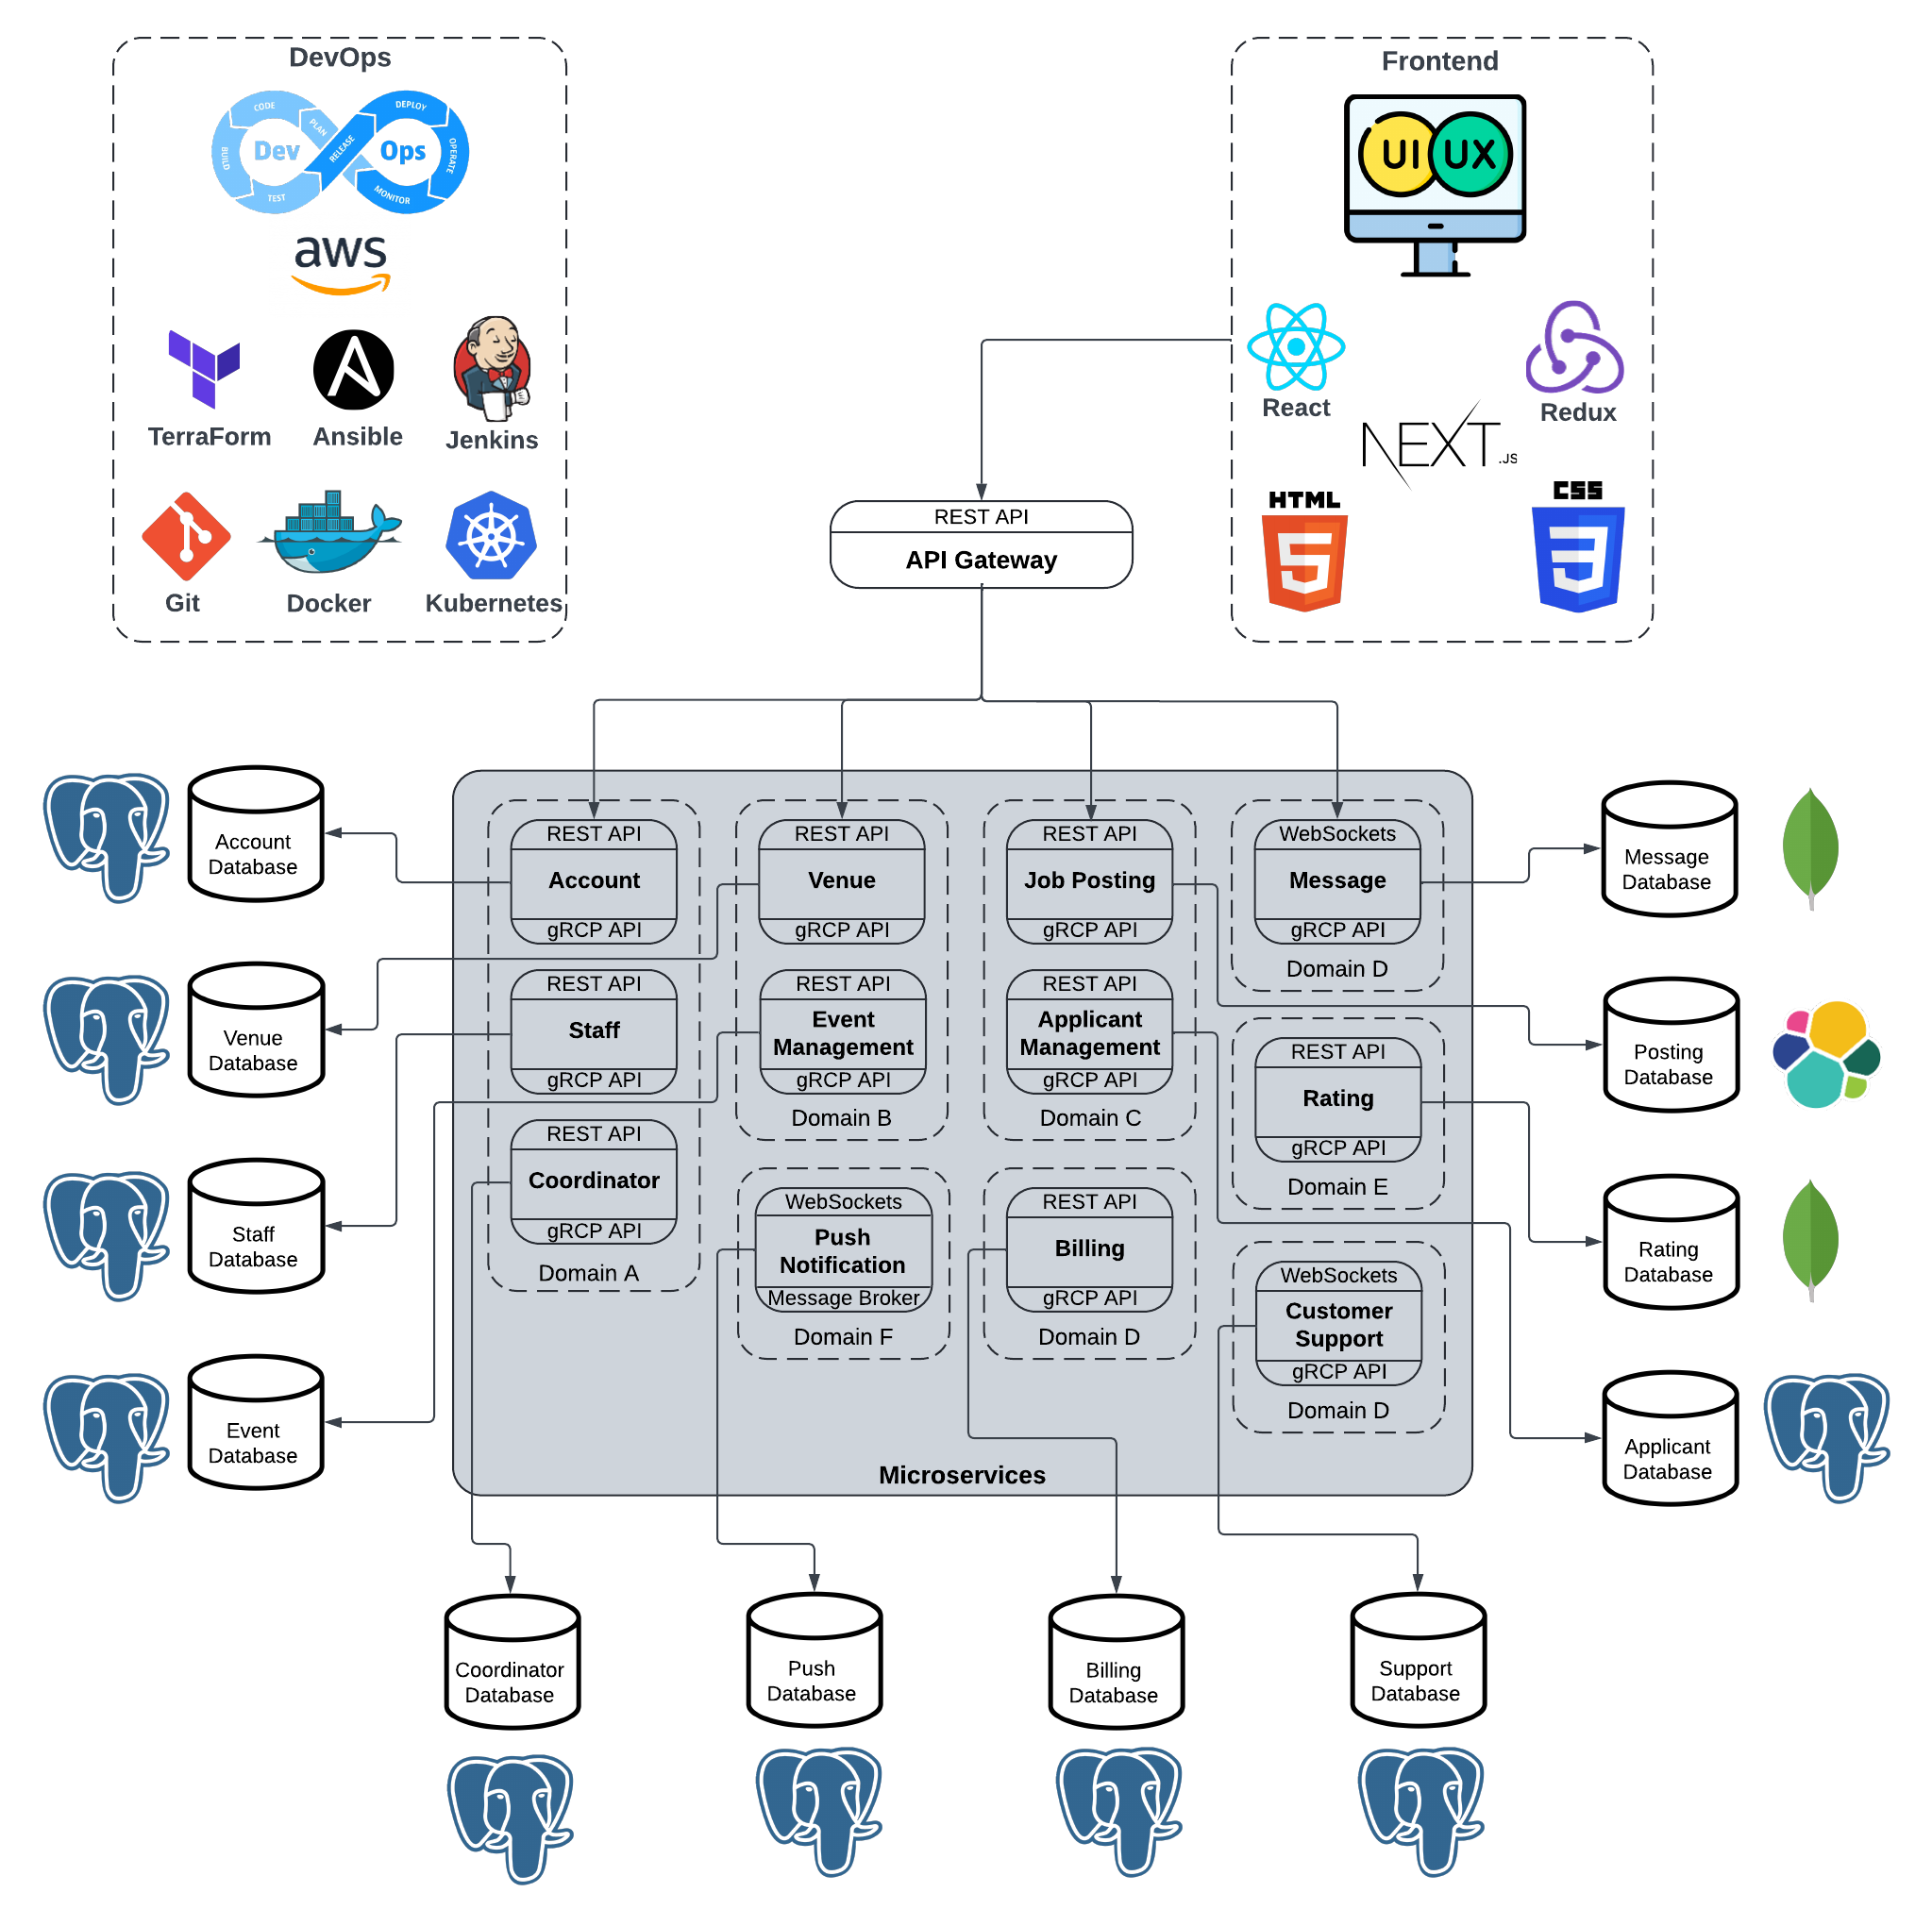 DevOps
CODE
PLAN
BUILD
TEST
RELEASE
DEPLOY
OPERATE
MONITOR
Dev
Ops
aws
TerraForm
Ansible
Jenkins
Git
Docker
Kubernetes
Frontend
UI
UX
React
Redux
NEXT.JS
HTML
5
CSS
3
REST API
API Gateway
REST API
Account
gRCP API
REST API
Staff
gRCP API
REST API
Coordinator
gRCP API
Domain A
REST API
Venue
gRCP API
REST API
Event
Management
gRCP API
Domain B
REST API
Job Posting
gRCP API
REST API
Applicant
Management
gRCP API
Domain C
WebSockets
Message
gRCP API
Domain D
REST API
Rating
gRCP API
Domain E
WebSockets
Push
Notification
Message Broker
Domain F
REST API
Billing
gRCP API
Domain D
WebSockets
Customer
Support
gRCP API
Domain D
Microservices
Account
Database
Venue
Database
Staff
Database
Event
Database
Message
Database
Posting
Database
Rating
Database
Applicant
Database
Coordinator
Database
Push
Database
Billing
Database
Support
Database